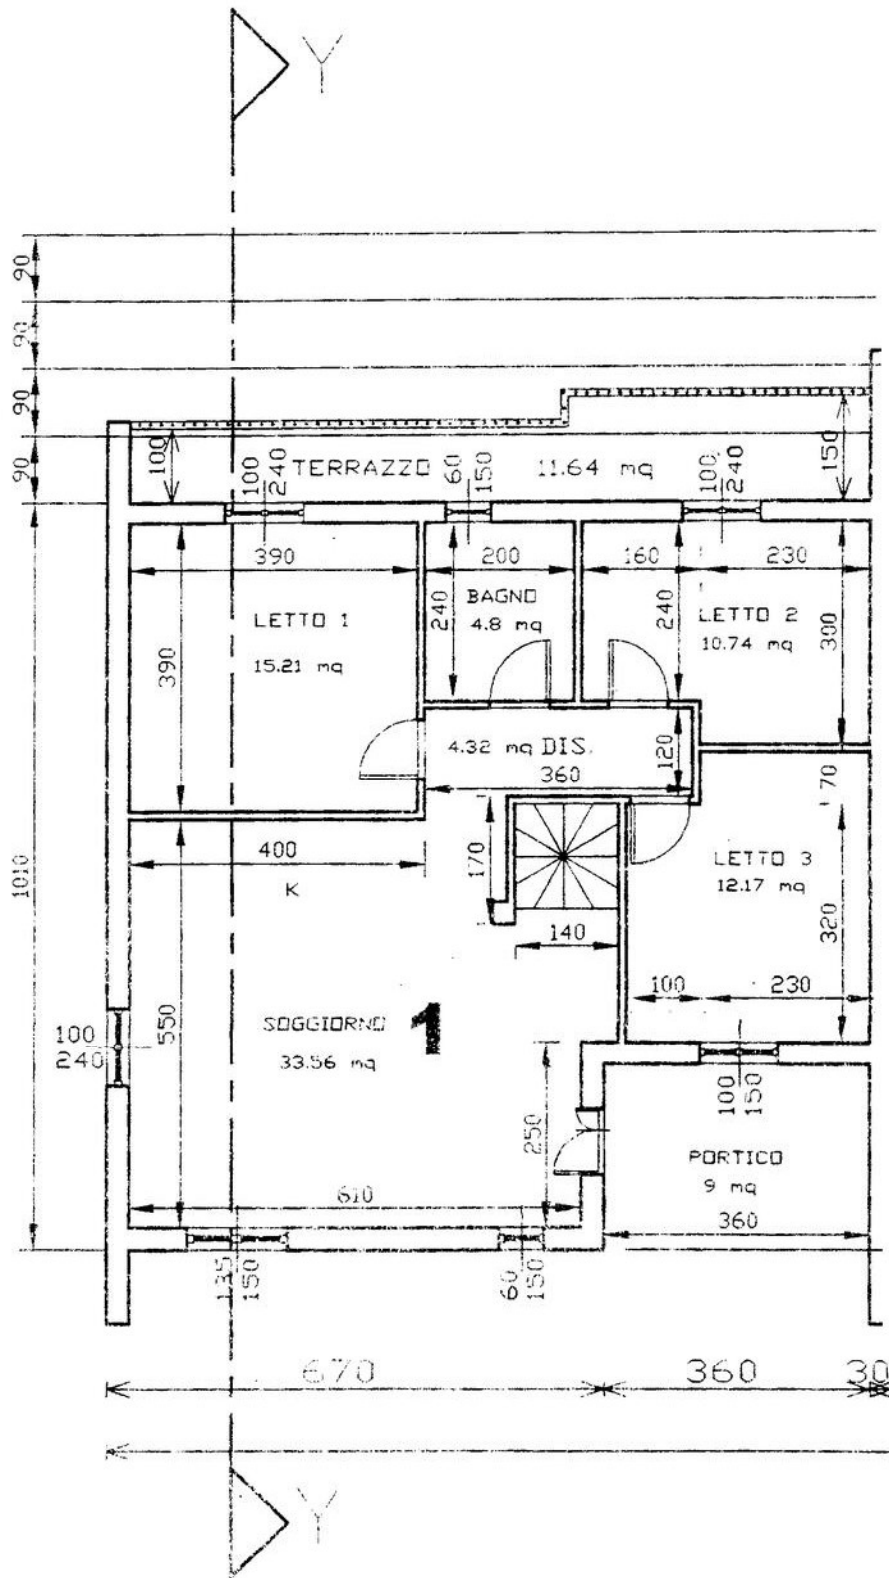 Y
90
90
90
90
100
100
240
TERRAZZO
60
150
11.64 mq
100
240
150
390
200
160
230
240
BAGNO
4.8 mq
240
LETTO 2
10.74 mq
LETTO 1
15.21 mq
390
4.32 mq DIS.
360
120
70
400
K
170
LETTO 3
12.17 mq
320
1010
140
100
230
550
SOGGIORNO
33.56 mq
1
100
240
250
100
150
PORTICO
9 mq
610
360
135
150
60
150
670
360
30
Y